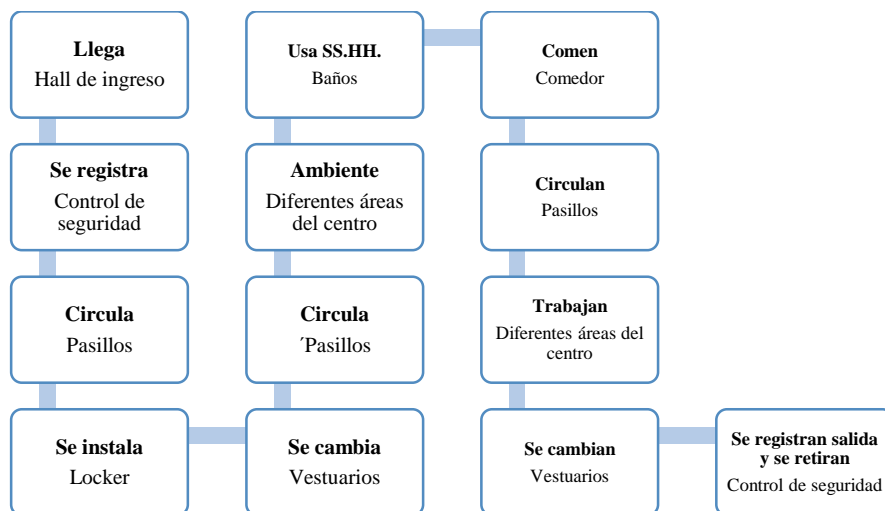 Llega
Hall de ingreso
Se registra
Control de
seguridad
Circula
Pasillos
Se instala
Locker
Se cambia
Vestuarios
Circula
´Pasillos
Ambiente
Diferentes áreas
del centro
Usa SS.HH.
Baños
Comen
Comedor
Circulan
Pasillos
Trabajan
Diferentes áreas del
centro
Se cambian
Vestuarios
Se registran salida
y se retiran
Control de seguridad